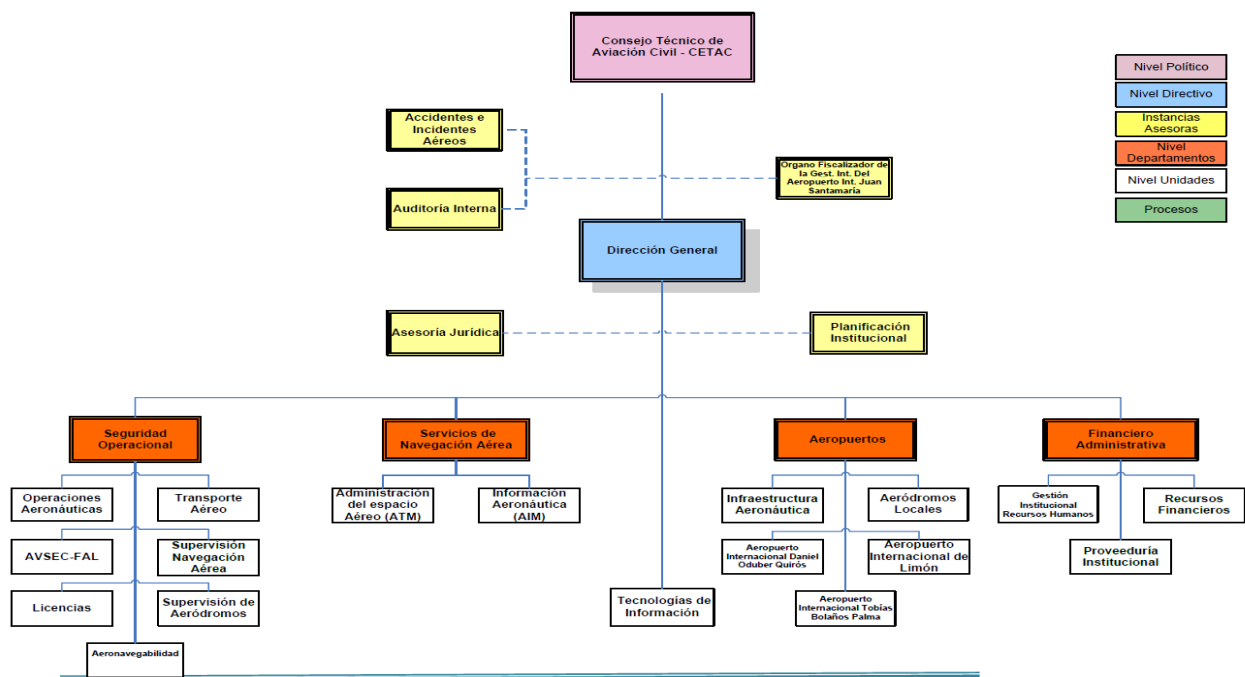 Consejo Técnico de
Aviación Civil - CETAC
Nivel Político
Nivel Directivo
Instancias
Asesoras
Nivel
Departamentos
Nivel Unidades
Procesos
Accidentes e
Incidentes
Aéreos
Organo Fiscalizador de
la Gest. Int. Del
Aeropuerto Int. Juan
Santamaría
Auditoría Interna
Dirección General
Asesoría Jurídica
Planificación
Institucional
Seguridad
Operacional
Servicios de
Navegación Aérea
Aeropuertos
Financiero
Administrativa
Operaciones
Aeronáuticas
Transporte
Aéreo
AVSEC-FAL
Supervisión
Navegación
Aérea
Licencias
Supervisión de
Aeródromos
Aeronavegabilidad
Administración
del espacio
Aéreo (ATM)
Información
Aeronáutica
(AIM)
Tecnologías de
Información
Infraestructura
Aeronáutica
Aeródromos
Locales
Aeropuerto
Internacional Daniel
Oduber Quirós
Aeropuerto
Internacional de
Limón
Aeropuerto
Internacional Tobías
Bolaños Palma
Gestión
Institucional
Recursos Humanos
Recursos
Financieros
Proveeduría
Institucional